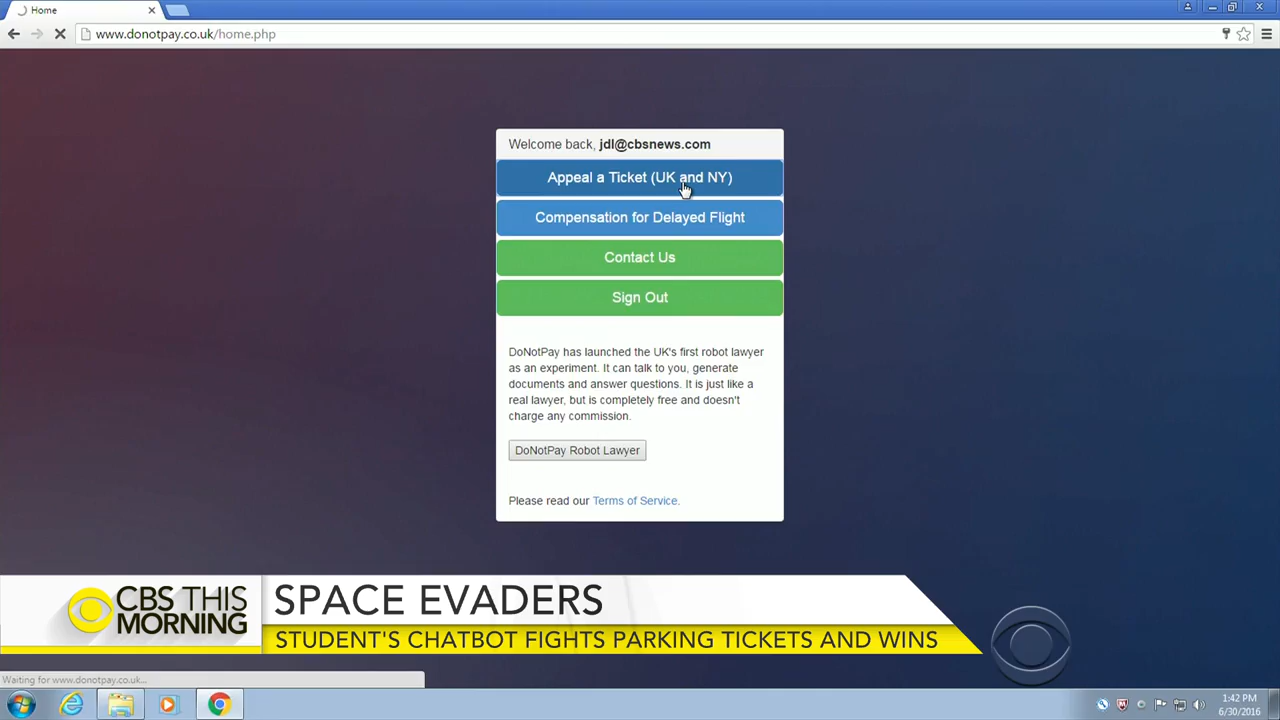 Home
www.donotpay.co.uk/home.php
Welcome back, jdl@cbsnews.com
Appeal a Ticket (UK and NY)
Compensation for Delayed Flight
Contact Us
Sign Out
DoNotPay has launched the UK's first robot lawyer
as an experiment. It can talk to you, generate
documents and answer questions. It is just like a
real lawyer, but is completely free and doesn't
charge any commission.
DoNotPay Robot Lawyer
Please read our Terms of Service.
CBS THIS
MORNING
SPACE EVADERS
STUDENT'S CHATBOT FIGHTS PARKING TICKETS AND WINS
Waiting for www.donotpay.co.uk...
1:42 PM
6/30/2016